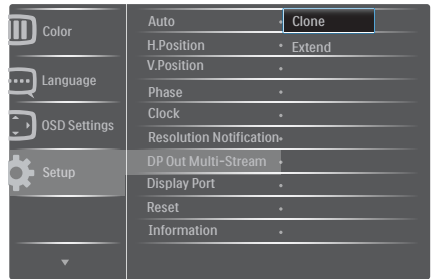 Color
Language
OSD Settings
Setup
Auto
H.Position
V.Position
Phase
Clock
Resolution Notification
DP Out Multi-Stream
Display Port
Reset
Information
Clone
Extend